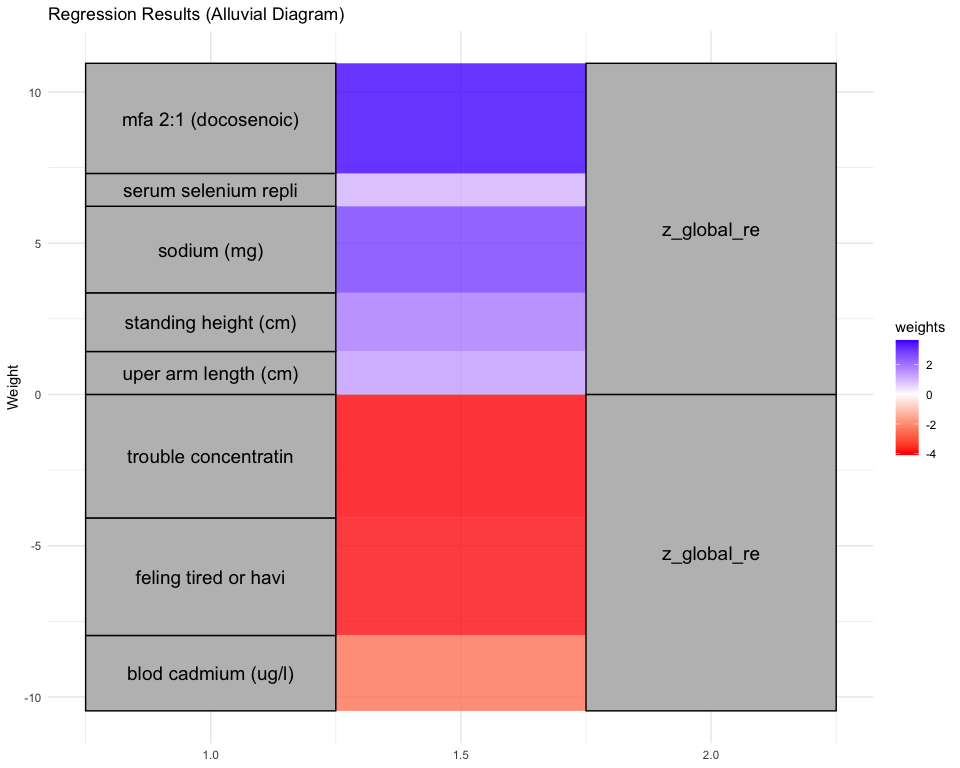 Regression Results (Alluvial Diagram)
10
5
0
-5
-10
Weight
mfa 2:1 (docosenoic)
serum selenium repli
sodium (mg)
standing height (cm)
uper arm length (cm)
trouble concentratin
feling tired or havi
blod cadmium (ug/l)
z_global_re
z_global_re
weights
2
0
-2
-4
1.0
1.5
2.0